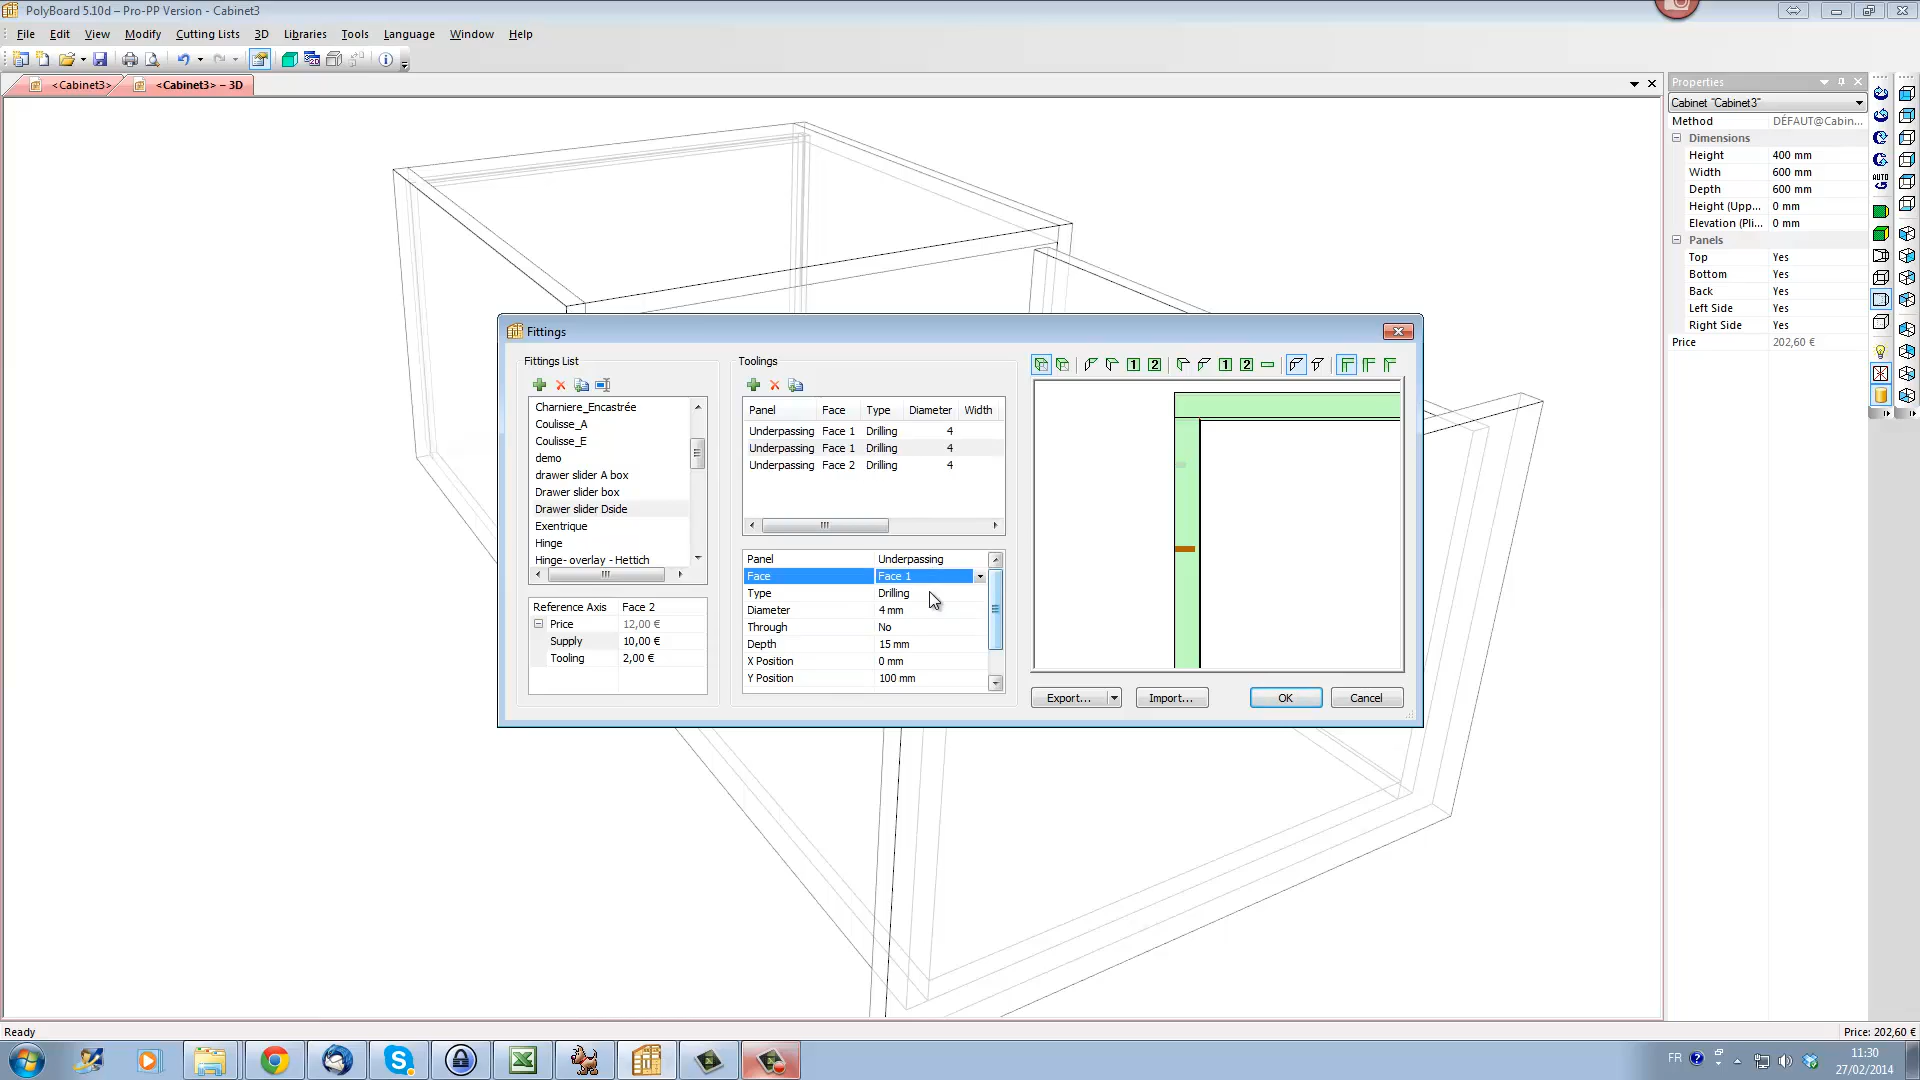 PolyBoard 5.10d – Pro-PP Version - Cabinet3
File Edit View Modify Cutting Lists 3D Libraries Tools Language Window Help
<Cabinet3> <Cabinet3> – 3D
Properties
Cabinet "Cabinet3"
Method DÉFAUT@Cabin...
Dimensions
Height 400 mm
Width 600 mm
Depth 600 mm
Height (Upp... 0 mm
Elevation (Pli... 0 mm
Panels
Top Yes
Bottom Yes
Back Yes
Left Side Yes
Right Side Yes
Price 202,60 €
AUTO
Fittings
Fittings List
Charniere_Encastrée
Coulisse_A
Coulisse_E
demo
drawer slider A box
Drawer slider box
Drawer slider Dside
Exentrique
Hinge
Hinge- overlay - Hettich
Reference Axis Face 2
Price 12,00 €
Supply 10,00 €
Tooling 2,00 €
Toolings
Panel Face Type Diameter Width
Underpassing Face 1 Drilling 4
Underpassing Face 1 Drilling 4
Underpassing Face 2 Drilling 4
Panel Underpassing
Face Face 1
Type Drilling
Diameter 4 mm
Through No
Depth 15 mm
X Position 0 mm
Y Position 100 mm
1 2 1 2
Export... Import... OK Cancel
Ready
Price: 202,60 €
FR
11:30
27/02/2014